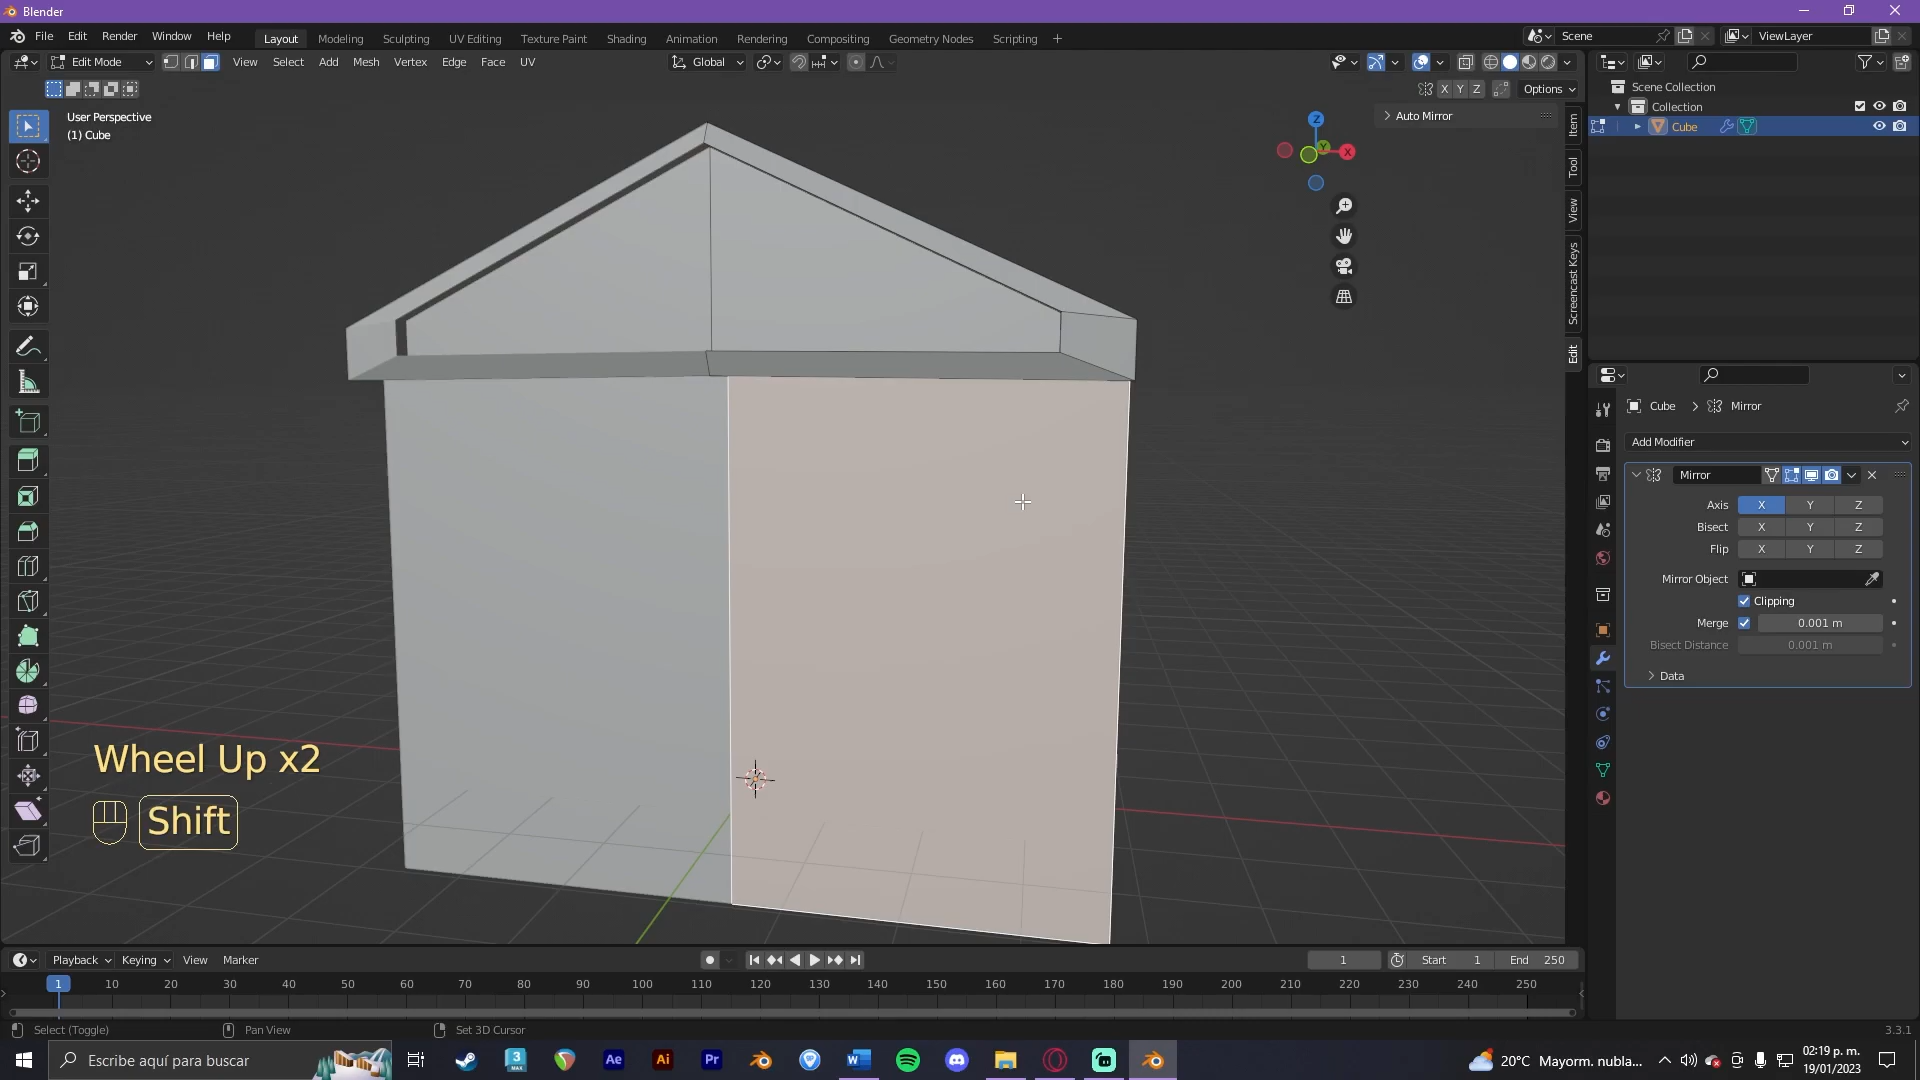 Blender
File Edit Render Window Help
Layout Modeling Sculpting UV Editing Texture Paint Shading Animation Rendering Compositing Geometry Nodes Scripting
Scene ViewLayer
Edit Mode View Select Add Mesh Vertex Edge Face UV Global
X Y Z Options
User Perspective
(1) Cube
Auto Mirror
Z
Y
X
Item
Tool
View
Screencast Keys
Edit
Scene Collection
Collection
Cube
Cube Mirror
Add Modifier
Mirror
Axis X Y Z
Bisect X Y Z
Flip X Y Z
Mirror Object
Clipping
Merge 0.001 m
Bisect Distance 0.001 m
Data
Wheel Up x2
Shift
Playback Keying View Marker 1 Start 1 End 250
1 10 20 30 40 50 60 70 80 90 100 110 120 130 140 150 160 170 180 190 200 210 220 230 240 250
Select (Toggle) Pan View Set 3D Cursor 3.3.1
Escribe aquí para buscar
3
MAX
Ae Ai Pr
20°C Mayorm. nubla...
02:19 p. m.
19/01/2023